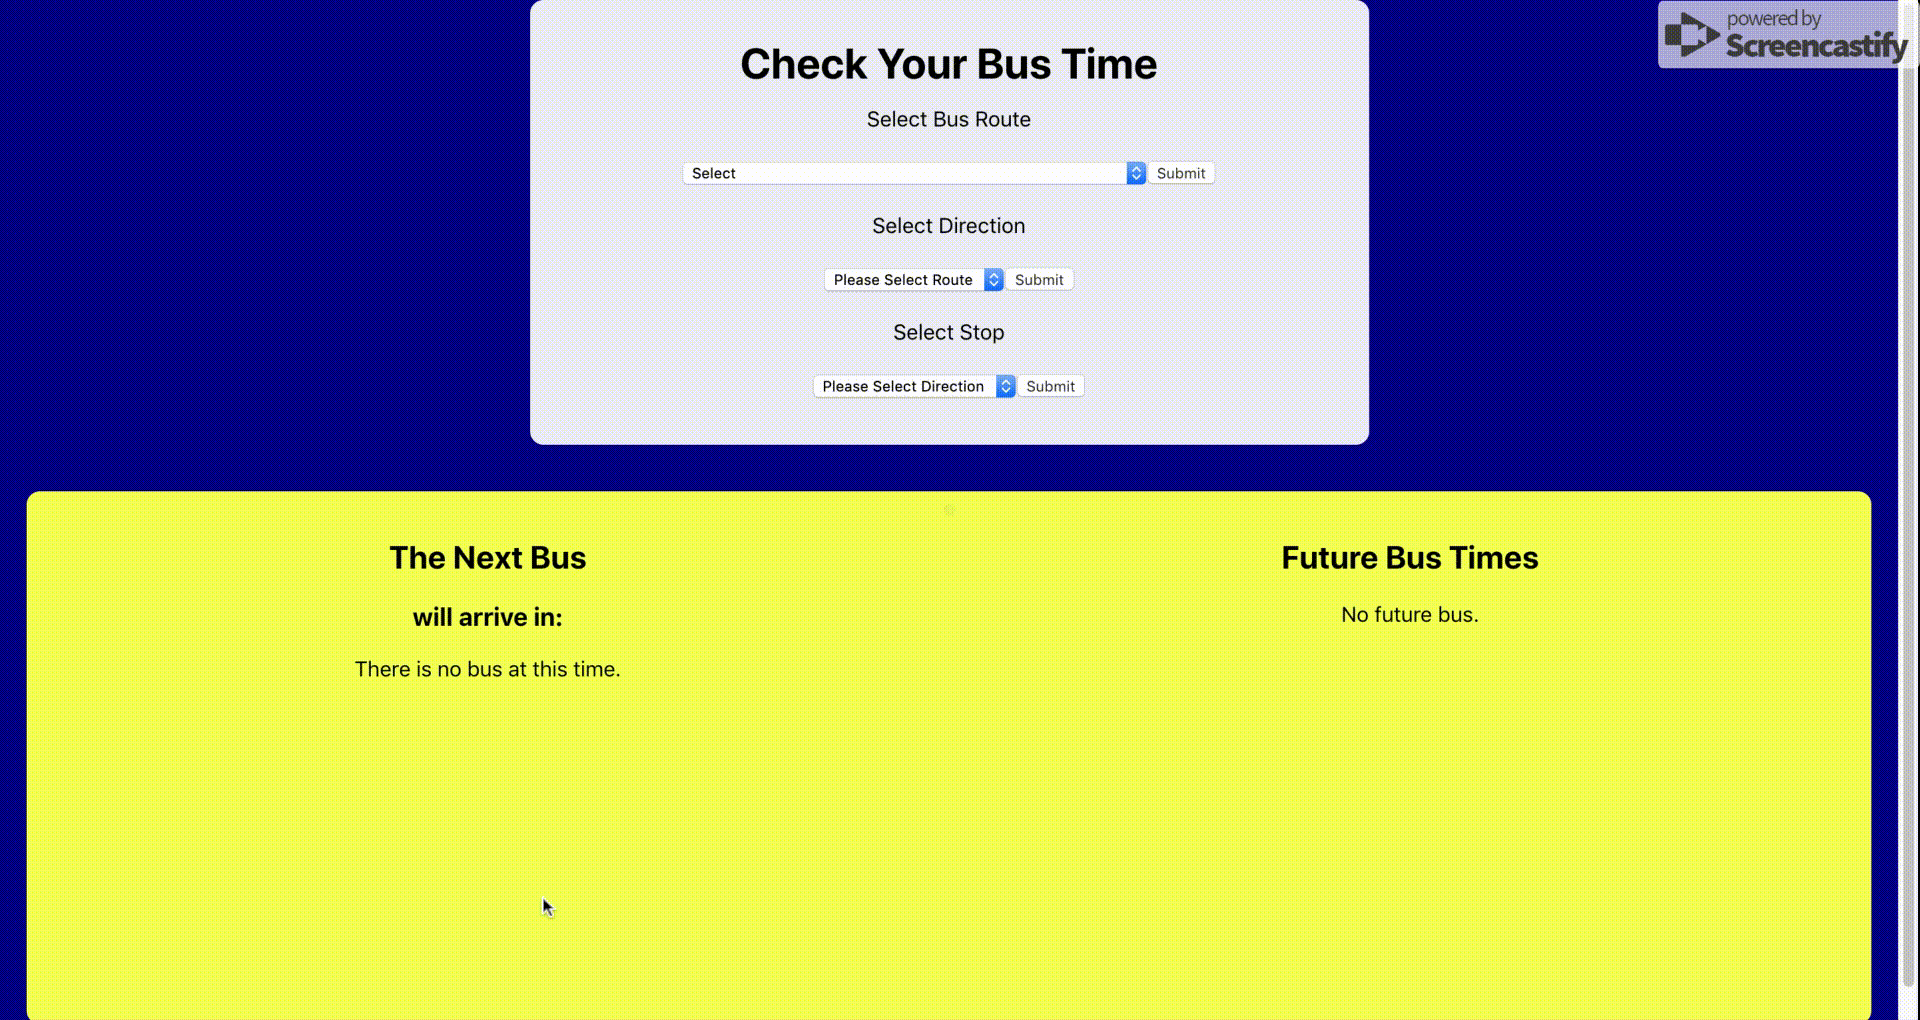 powered by
Screencastify
Check Your Bus Time
Select Bus Route
Select Submit
Select Direction
Please Select Route Submit
Select Stop
Please Select Direction Submit
The Next Bus
will arrive in:
There is no bus at this time.
Future Bus Times
No future bus.